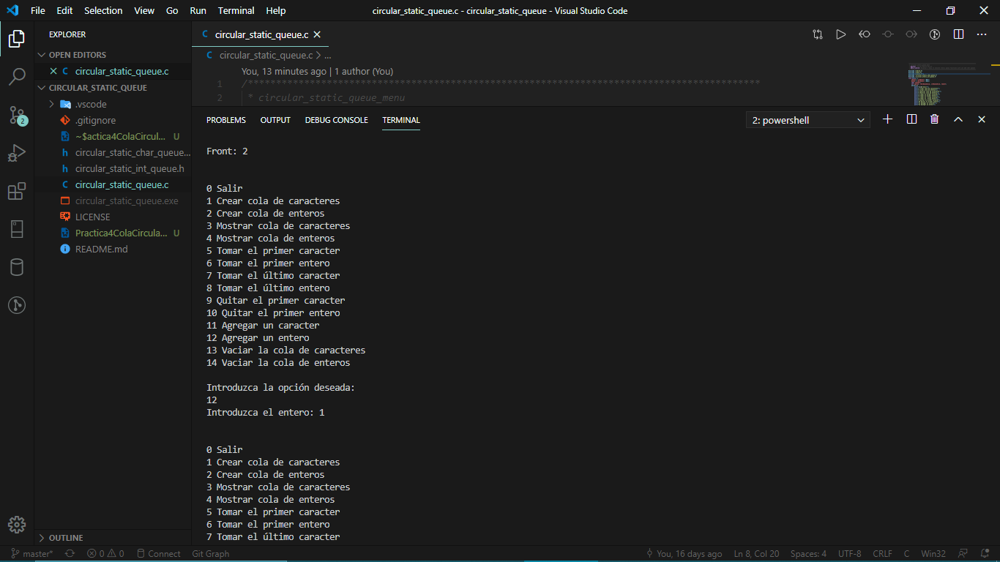 File Edit Selection View Go Run Terminal Help
circular_static_queue.c - circular_static_queue - Visual Studio Code
EXPLORER
OPEN EDITORS
circular_static_queue.c
CIRCULAR_STATIC_QUEUE
.vscode
.gitignore
~$actica4ColaCircul... U
circular_static_char_queue...
circular_static_int_queue.h
circular_static_queue.c
circular_static_queue.exe
LICENSE
Practica4ColaCircula... U
README.md
OUTLINE
2
circular_static_queue.c
circular_static_queue.c > ...
You, 13 minutes ago | 1 author (You)
1
2 * circular_static_queue_menu
PROBLEMS OUTPUT DEBUG CONSOLE TERMINAL
2: powershell
Front: 2
0 Salir
1 Crear cola de caracteres
2 Crear cola de enteros
3 Mostrar cola de caracteres
4 Mostrar cola de enteros
5 Tomar el primer caracter
6 Tomar el primer entero
7 Tomar el último caracter
8 Tomar el último entero
9 Quitar el primer caracter
10 Quitar el primer entero
11 Agregar un caracter
12 Agregar un entero
13 Vaciar la cola de caracteres
14 Vaciar la cola de enteros
Introduzca la opción deseada:
12
Introduzca el entero: 1
0 Salir
1 Crear cola de caracteres
2 Crear cola de enteros
3 Mostrar cola de caracteres
4 Mostrar cola de enteros
5 Tomar el primer caracter
6 Tomar el primer entero
7 Tomar el último caracter
master* 0 0 Connect Git Graph
You, 16 days ago Ln 8, Col 20 Spaces: 4 UTF-8 CRLF C Win32